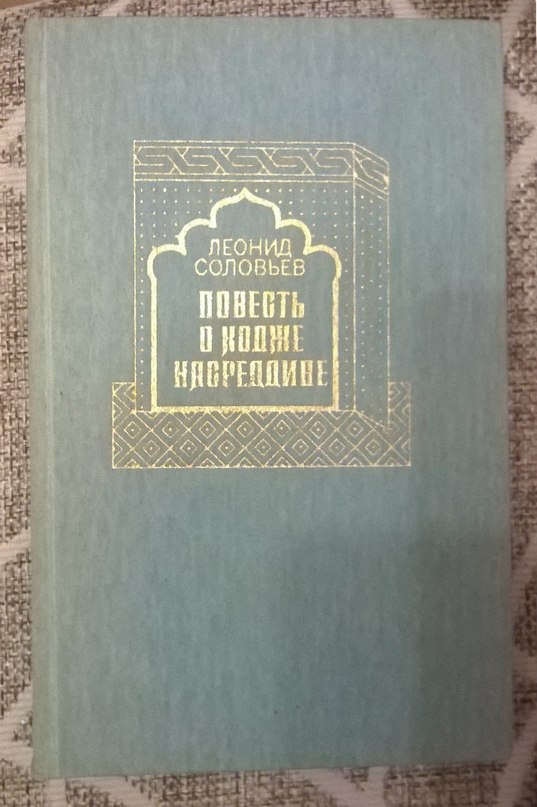 ЛЕОНИД
СОЛОВЬЕВ
ПОВЕСТЬ
О ХОДЖЕ
НАСРЕДДИНЕ